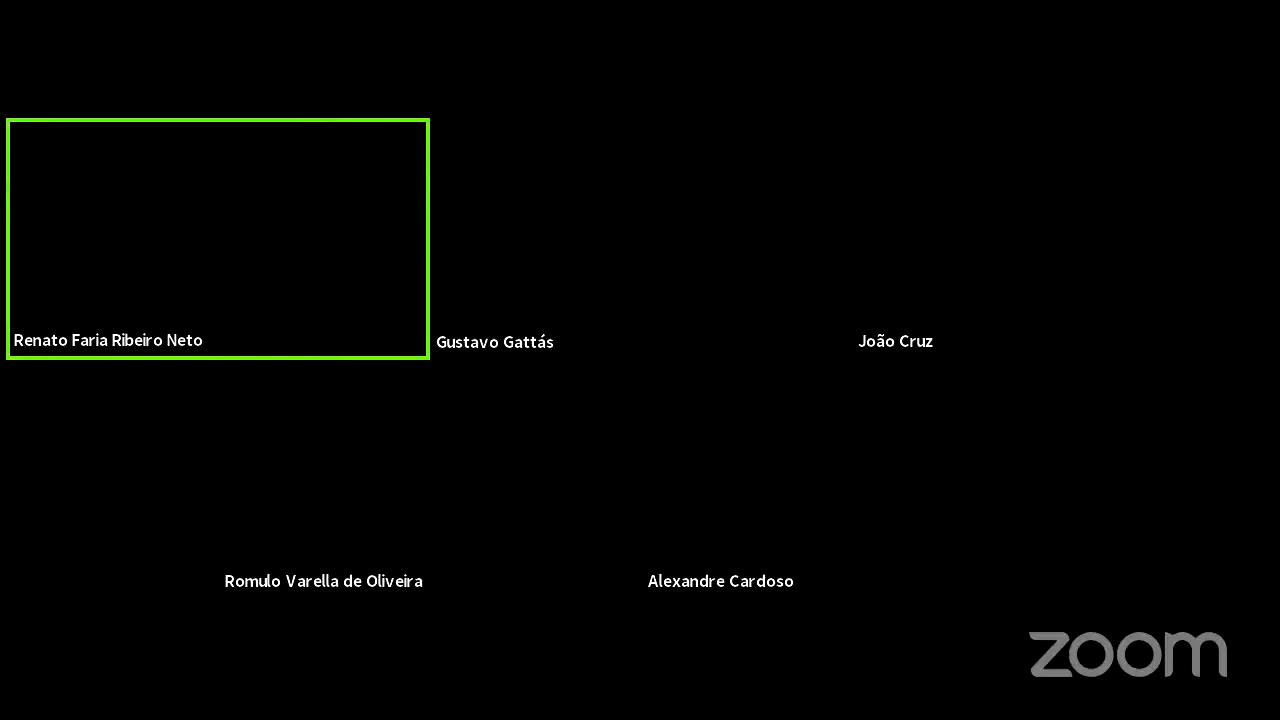 Renato Faria Ribeiro Neto
Gustavo Gattás
João Cruz
Romulo Varella de Oliveira
Alexandre Cardoso
zoom